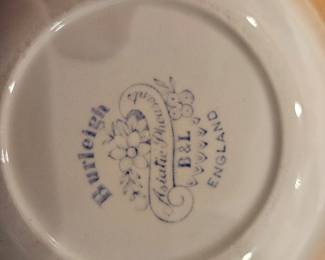 Burleigh
Asiatic Pheasants
B&L
ENGLAND